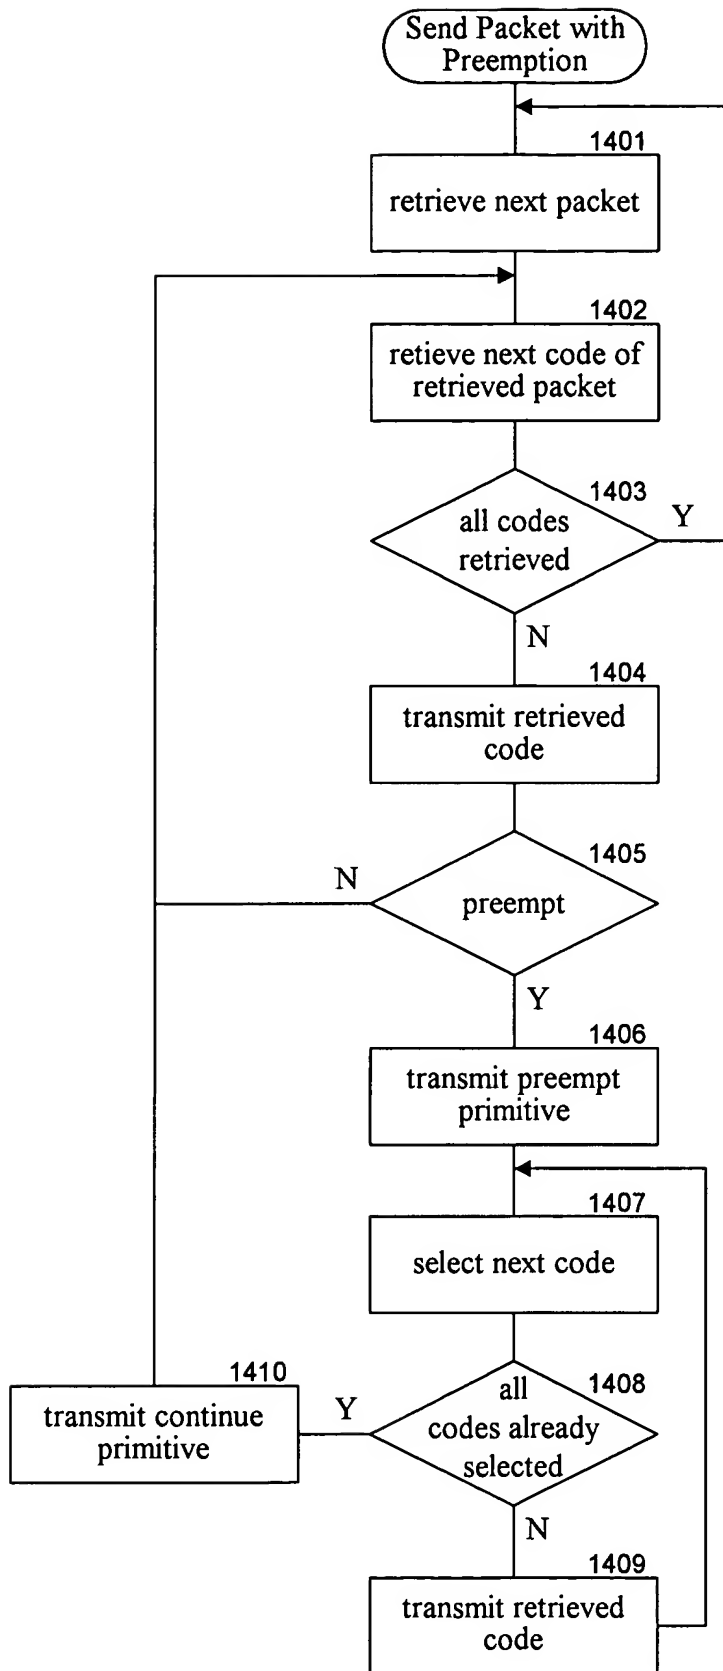 Send Packet with
Preemption
1401
retrieve next packet
1402
retieve next code of
retrieved packet
1403
all codes
retrieved
Y
N
1404
transmit retrieved
code
1405
preempt
N
Y
1406
transmit preempt
primitive
1407
select next code
1408
all
codes already
selected
Y
1410
transmit continue
primitive
N
1409
transmit retrieved
code